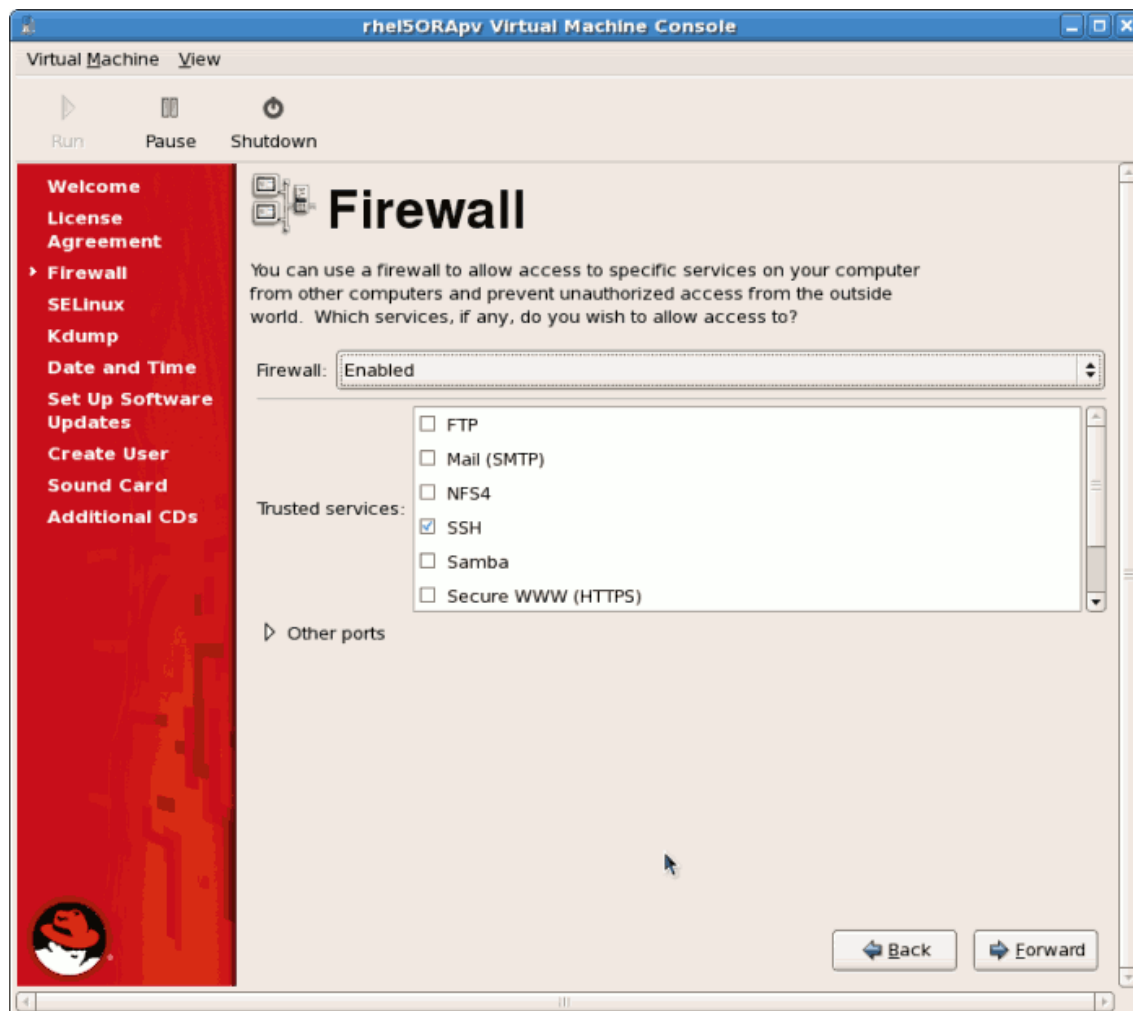 rhel5ORApv Virtual Machine Console
Virtual Machine View
Run Pause Shutdown
Welcome
License
Agreement
Firewall
SELinux
Kdump
Date and Time
Set Up Software
Updates
Create User
Sound Card
Additional CDs
Firewall
You can use a firewall to allow access to specific services on your computer
from other computers and prevent unauthorized access from the outside
world. Which services, if any, do you wish to allow access to?
Firewall: Enabled
Trusted services:
FTP
Mail (SMTP)
NFS4
SSH
Samba
Secure WWW (HTTPS)
Other ports
Back Forward